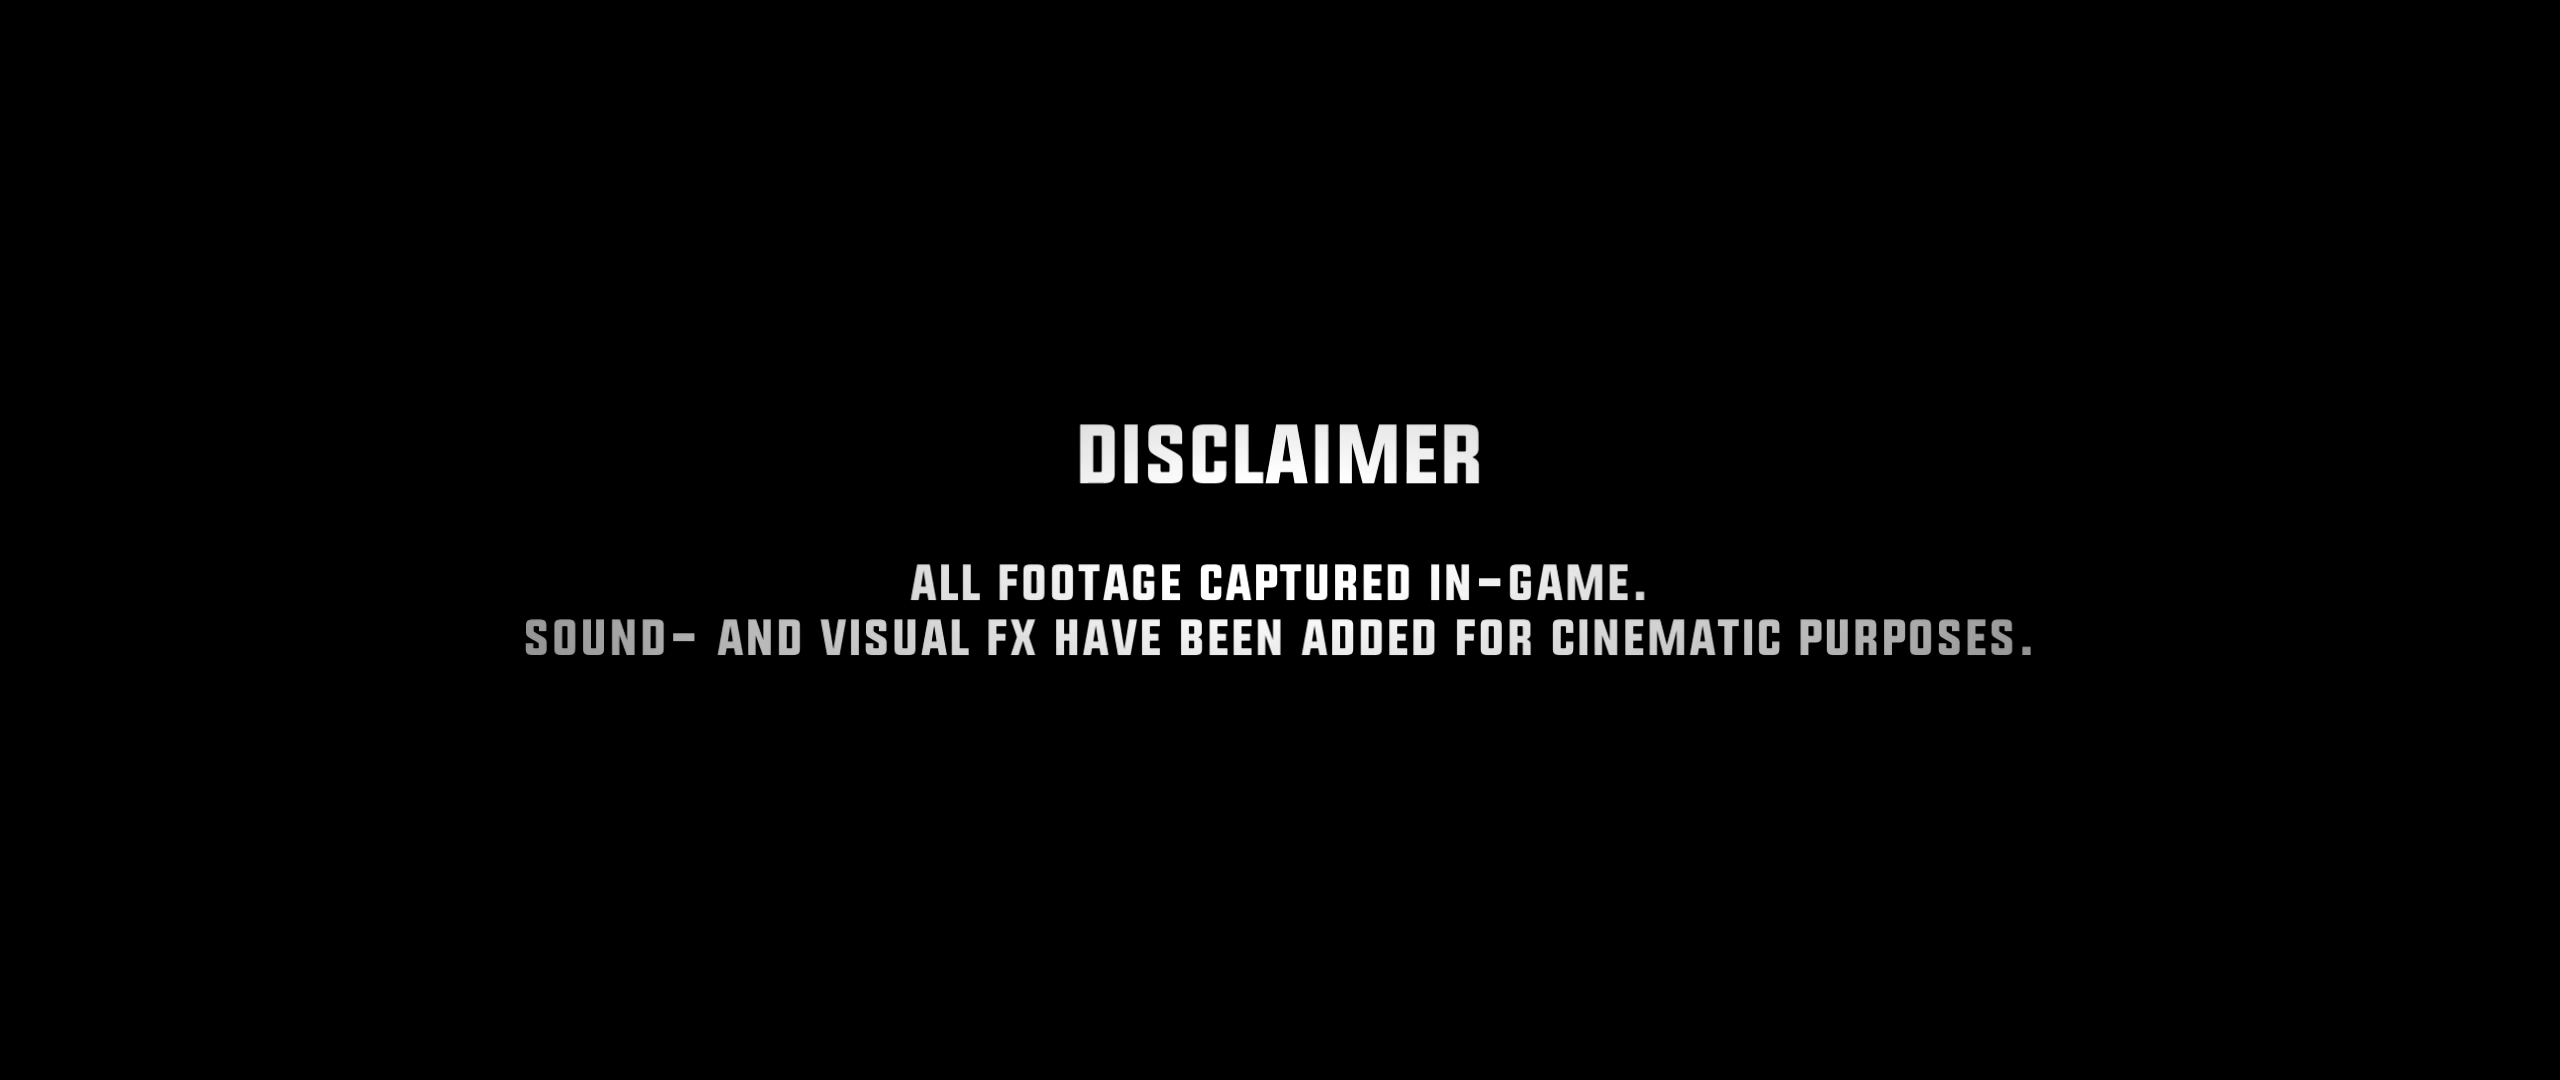 DISCLAIMER
ALL FOOTAGE CAPTURED IN-GAME.
SOUND- AND VISUAL FX HAVE BEEN ADDED FOR CINEMATIC PURPOSES.